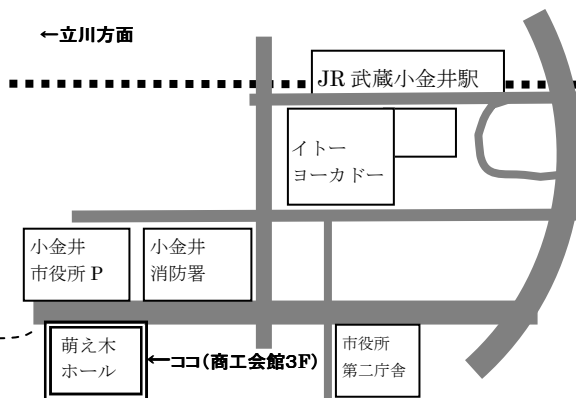 ←立川方面
JR 武蔵小金井駅
イトー
ヨーカドー
小金井
市役所 P
小金井
消防署
萌え木
ホール
←ココ(商工会館3F)
市役所
第二庁舎